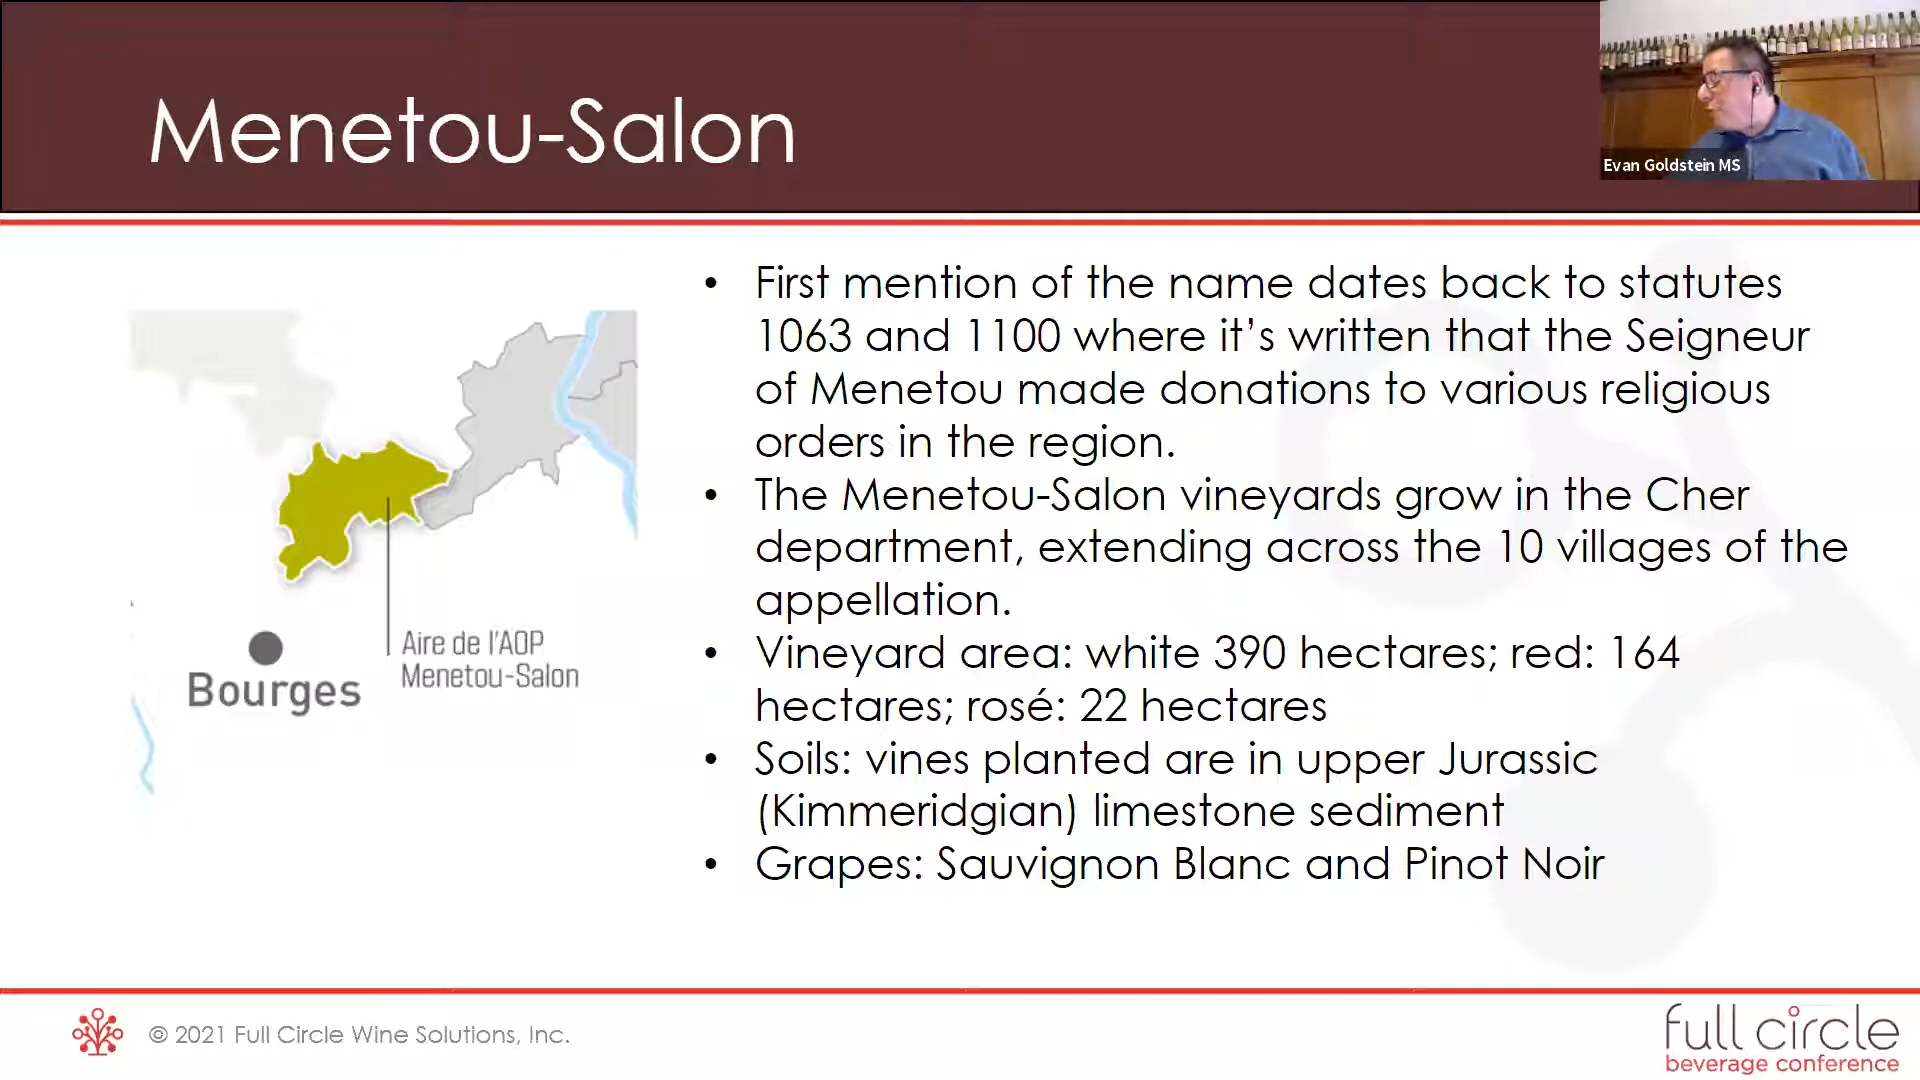 Menetou-Salon
Evan Goldstein MS
• First mention of the name dates back to statutes
1063 and 1100 where it’s written that the Seigneur
of Menetou made donations to various religious
orders in the region.
• The Menetou-Salon vineyards grow in the Cher
department, extending across the 10 villages of the
appellation.
• Vineyard area: white 390 hectares; red: 164
hectares; rosé: 22 hectares
• Soils: vines planted are in upper Jurassic
(Kimmeridgian) limestone sediment
• Grapes: Sauvignon Blanc and Pinot Noir
Aire de l'AOP
Menetou-Salon
Bourges
© 2021 Full Circle Wine Solutions, Inc.
full circle
beverage conference